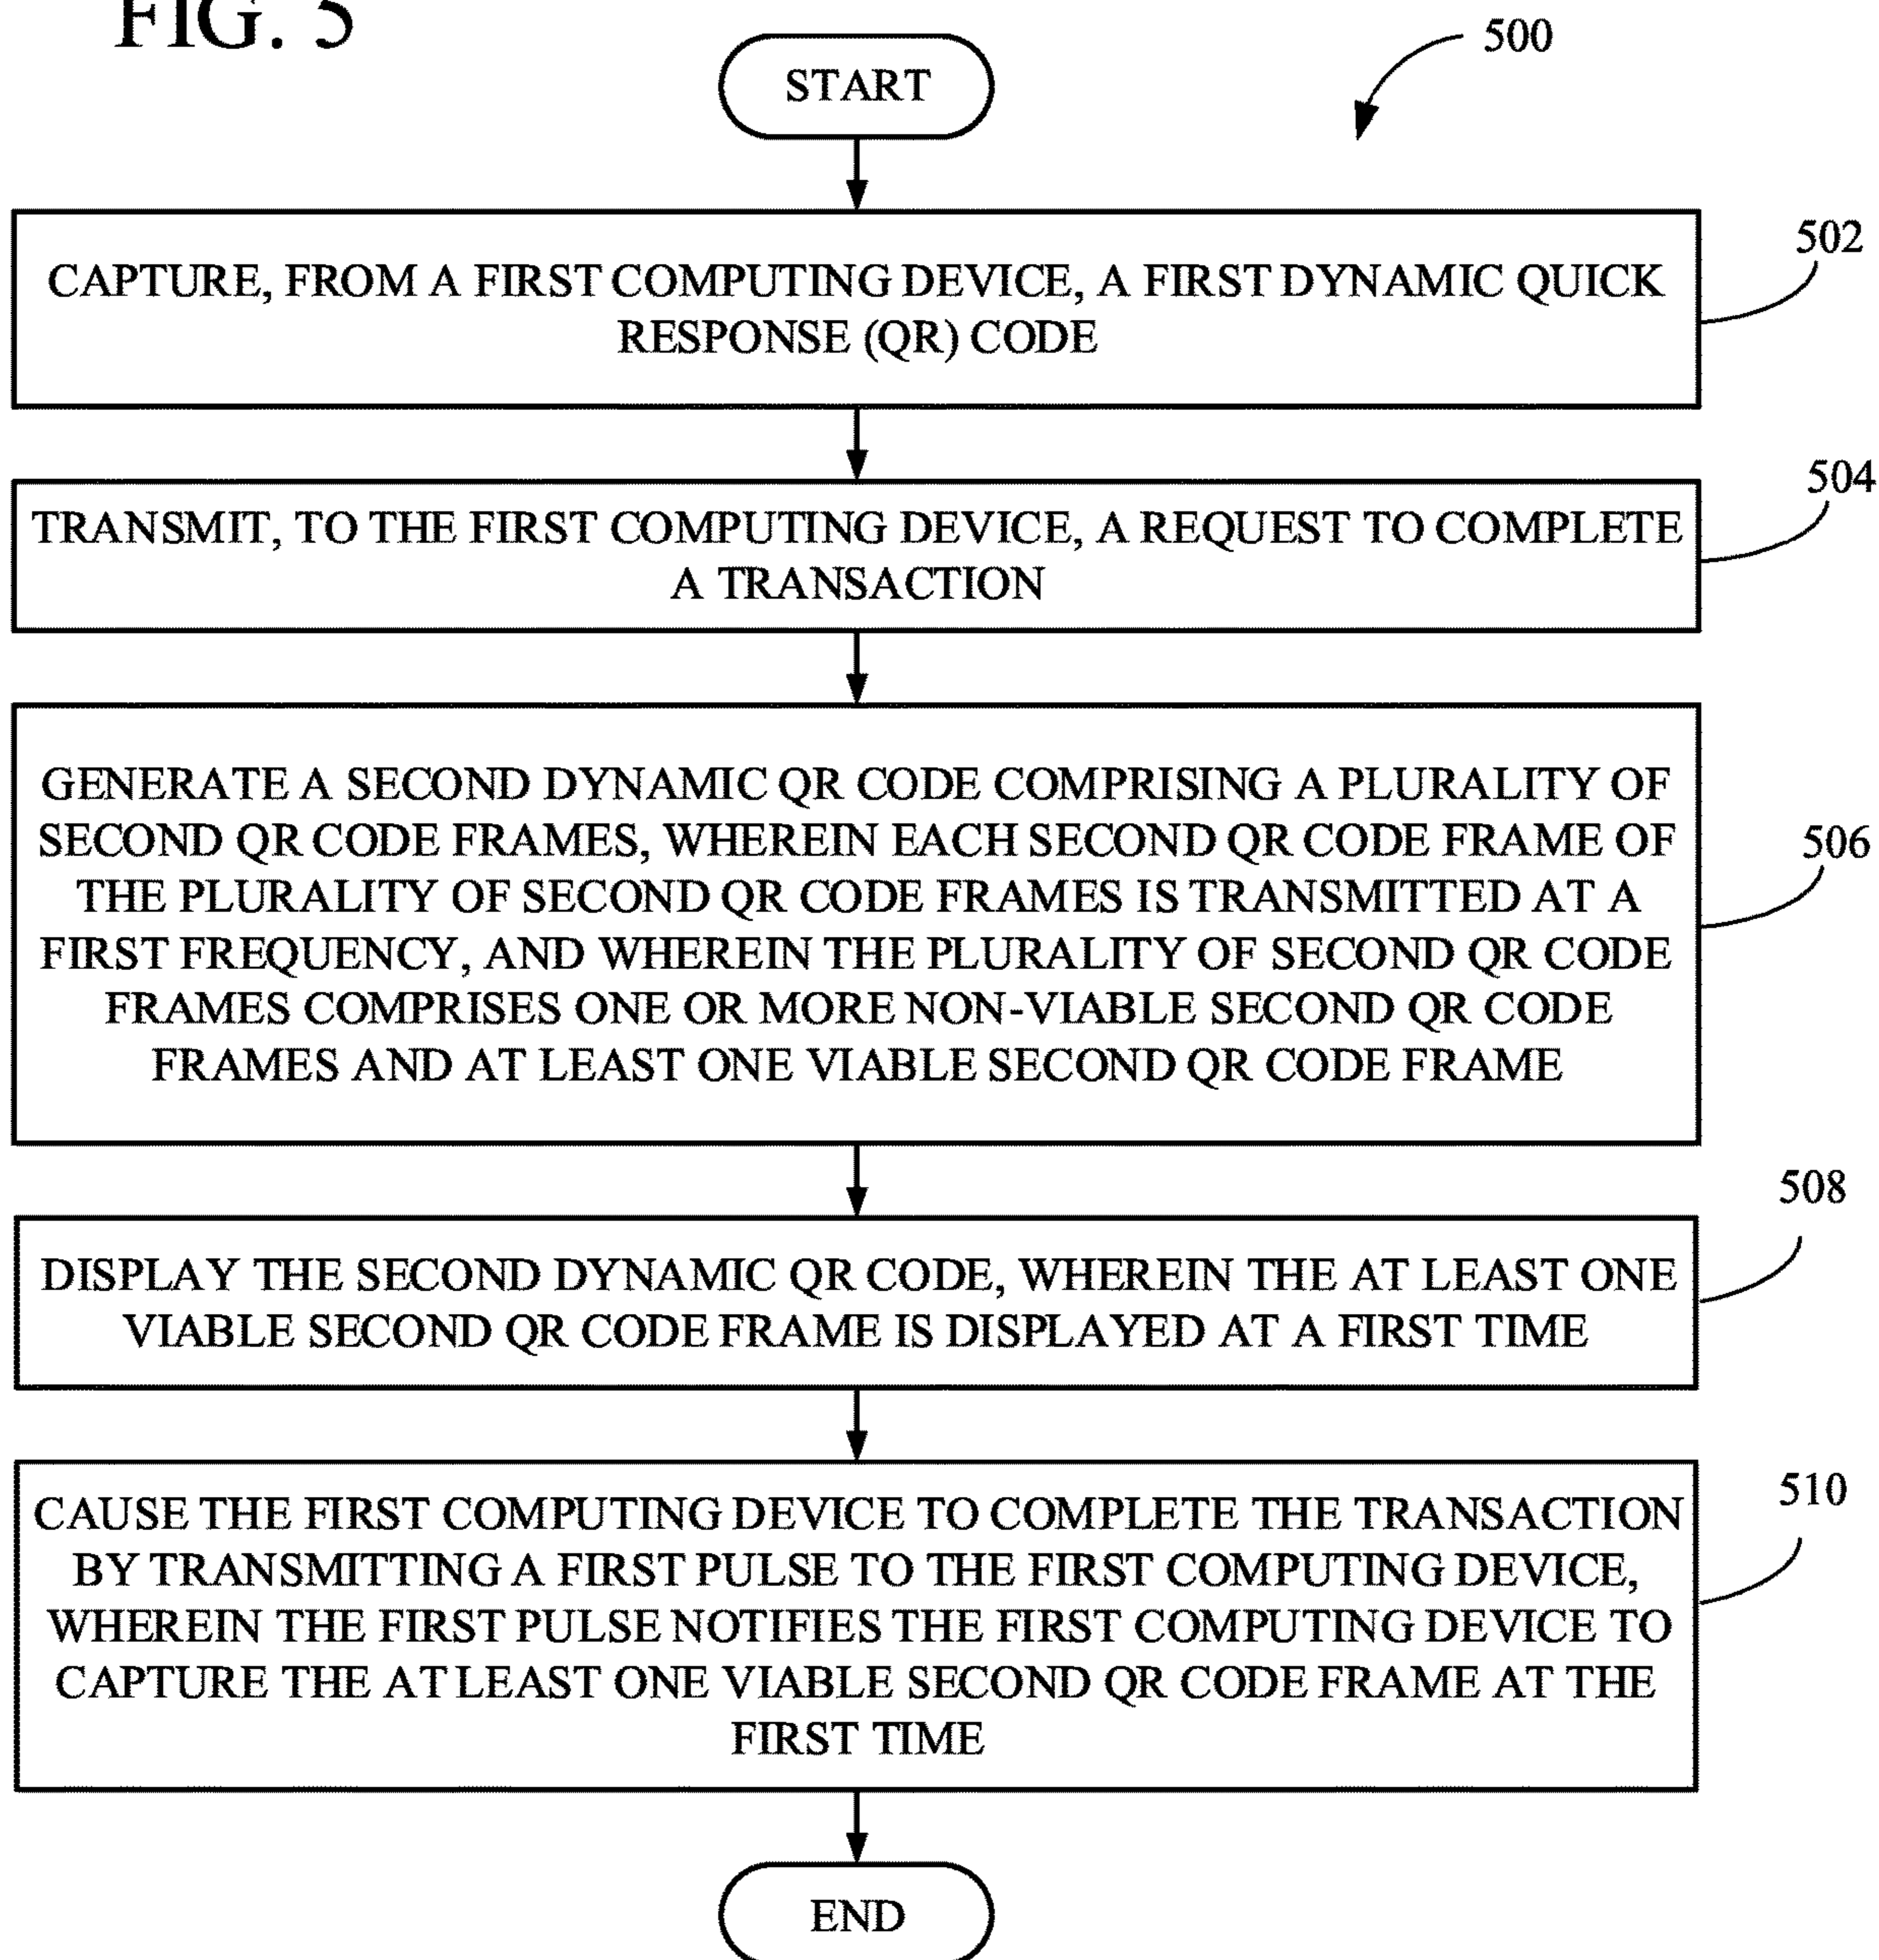 FIG. 5
500
START
502
CAPTURE, FROM A FIRST COMPUTING DEVICE, A FIRST DYNAMIC QUICK
RESPONSE (QR) CODE
504
TRANSMIT, TO THE FIRST COMPUTING DEVICE, A REQUEST TO COMPLETE
A TRANSACTION
GENERATE A SECOND DYNAMIC QR CODE COMPRISING A PLURALITY OF
SECOND QR CODE FRAMES, WHEREIN EACH SECOND QR CODE FRAME OF
506
THE PLURALITY OF SECOND QR CODE FRAMES IS TRANSMITTED AT A
FIRST FREQUENCY, AND WHEREIN THE PLURALITY OF SECOND QR CODE
FRAMES COMPRISES ONE OR MORE NON-VIABLE SECOND QR CODE
FRAMES AND AT LEAST ONE VIABLE SECOND QR CODE FRAME
508
DISPLAY THE SECOND DYNAMIC QR CODE, WHEREIN THE AT LEAST ONE
VIABLE SECOND QR CODE FRAME IS DISPLAYED AT A FIRST TIME
510
CAUSE THE FIRST COMPUTING DEVICE TO COMPLETE THE TRANSACTION
BY TRANSMITTING A FIRST PULSE TO THE FIRST COMPUTING DEVICE,
WHEREIN THE FIRST PULSE NOTIFIES THE FIRST COMPUTING DEVICE TO
CAPTURE THE AT LEAST ONE VIABLE SECOND QR CODE FRAME AT THE
FIRST TIME
END